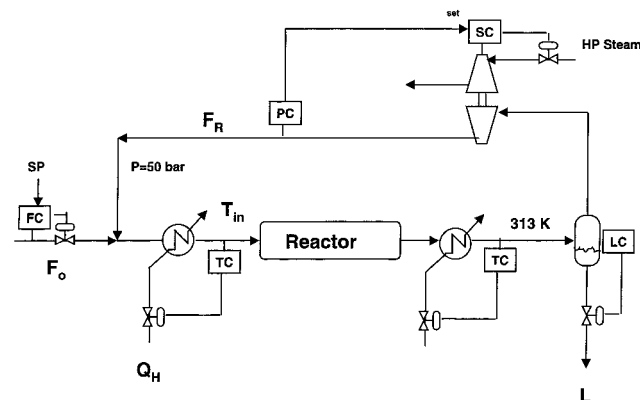 set
SC
HP Steam
PC
F_R
SP
P=50 bar
FC
T_in
313 K
F_o
Reactor
LC
TC
TC
Q_H
L